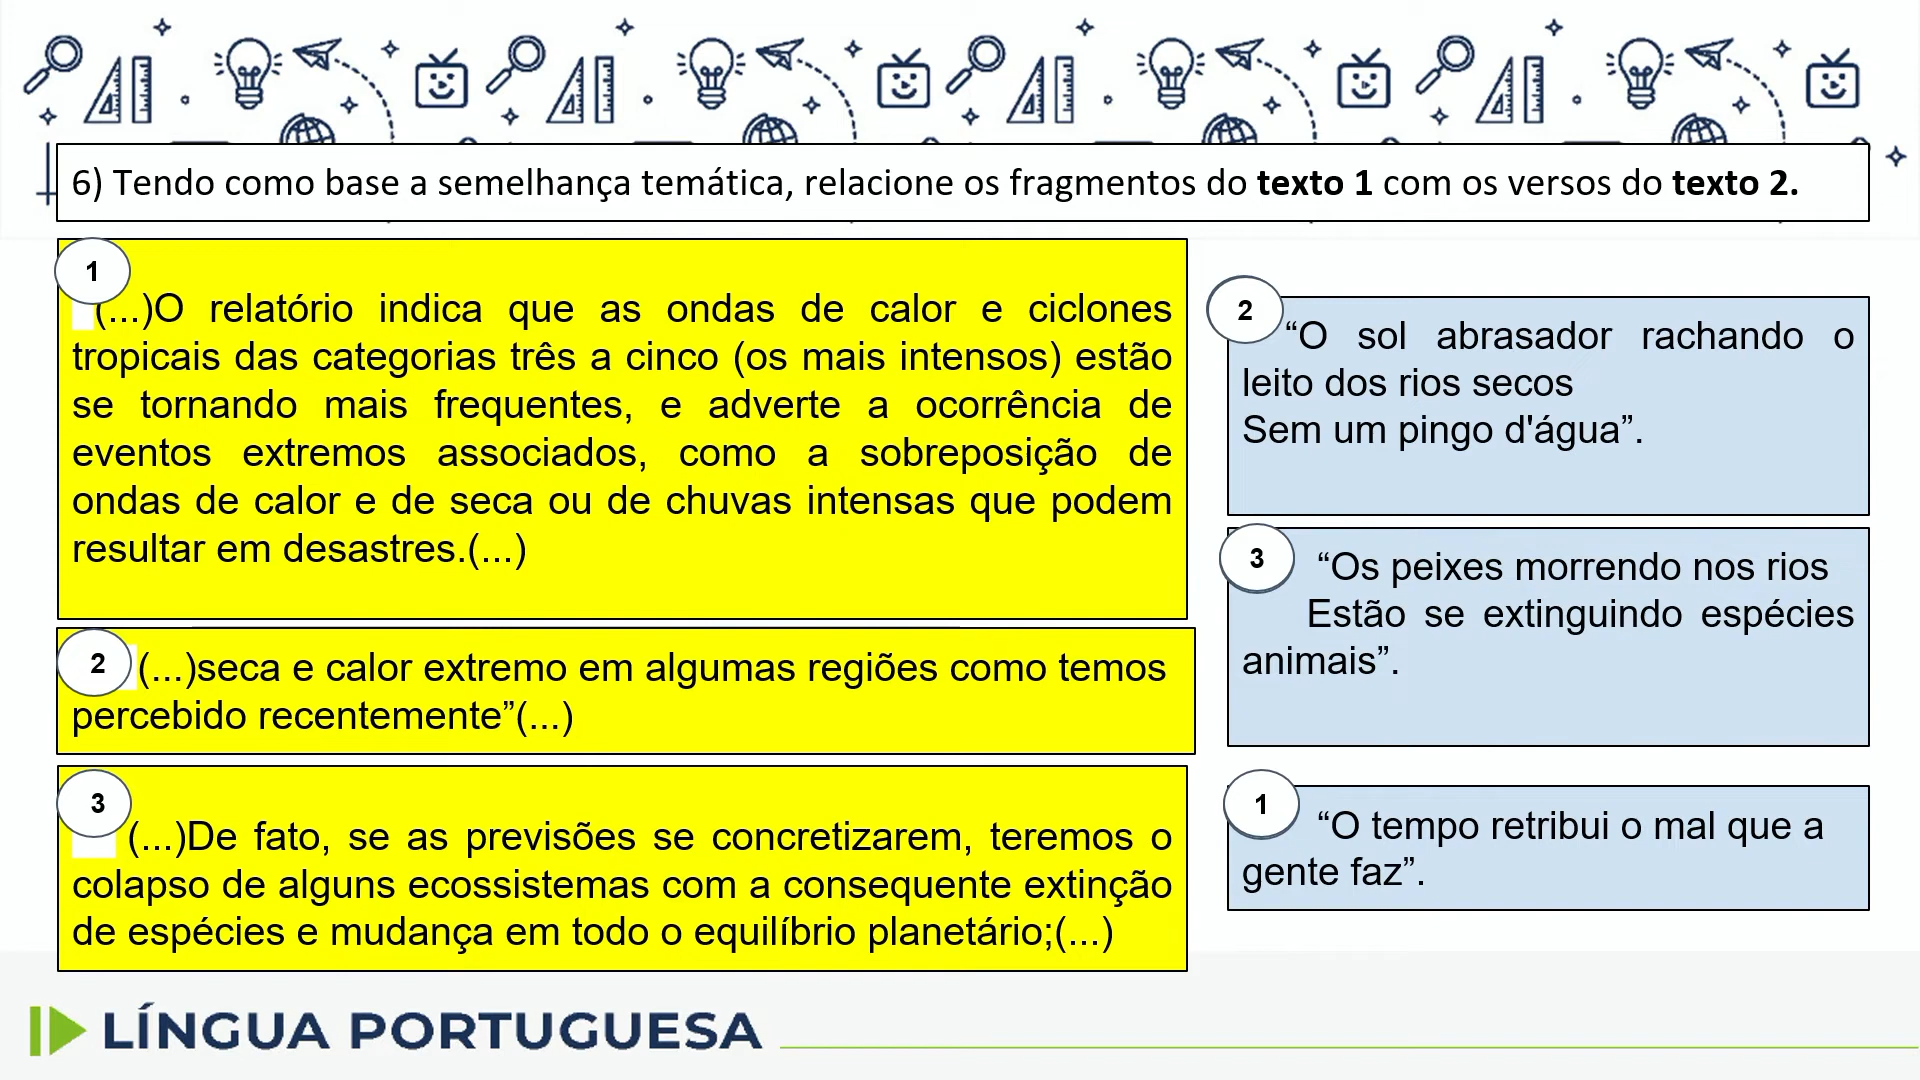 6) Tendo como base a semelhança temática, relacione os fragmentos do texto 1 com os versos do texto 2.
1
(...)O relatório indica que as ondas de calor e ciclones
tropicais das categorias três a cinco (os mais intensos) estão
se tornando mais frequentes, e adverte a ocorrência de
eventos extremos associados, como a sobreposição de
ondas de calor e de seca ou de chuvas intensas que podem
resultar em desastres.(...)
2
(...)seca e calor extremo em algumas regiões como temos
percebido recentemente”(...)
3
(...)De fato, se as previsões se concretizarem, teremos o
colapso de alguns ecossistemas com a consequente extinção
de espécies e mudança em todo o equilíbrio planetário;(...)
2
“O sol abrasador rachando o
leito dos rios secos
Sem um pingo d'água”.
3
“Os peixes morrendo nos rios
Estão se extinguindo espécies
animais”.
1
“O tempo retribui o mal que a
gente faz”.
LÍNGUA PORTUGUESA